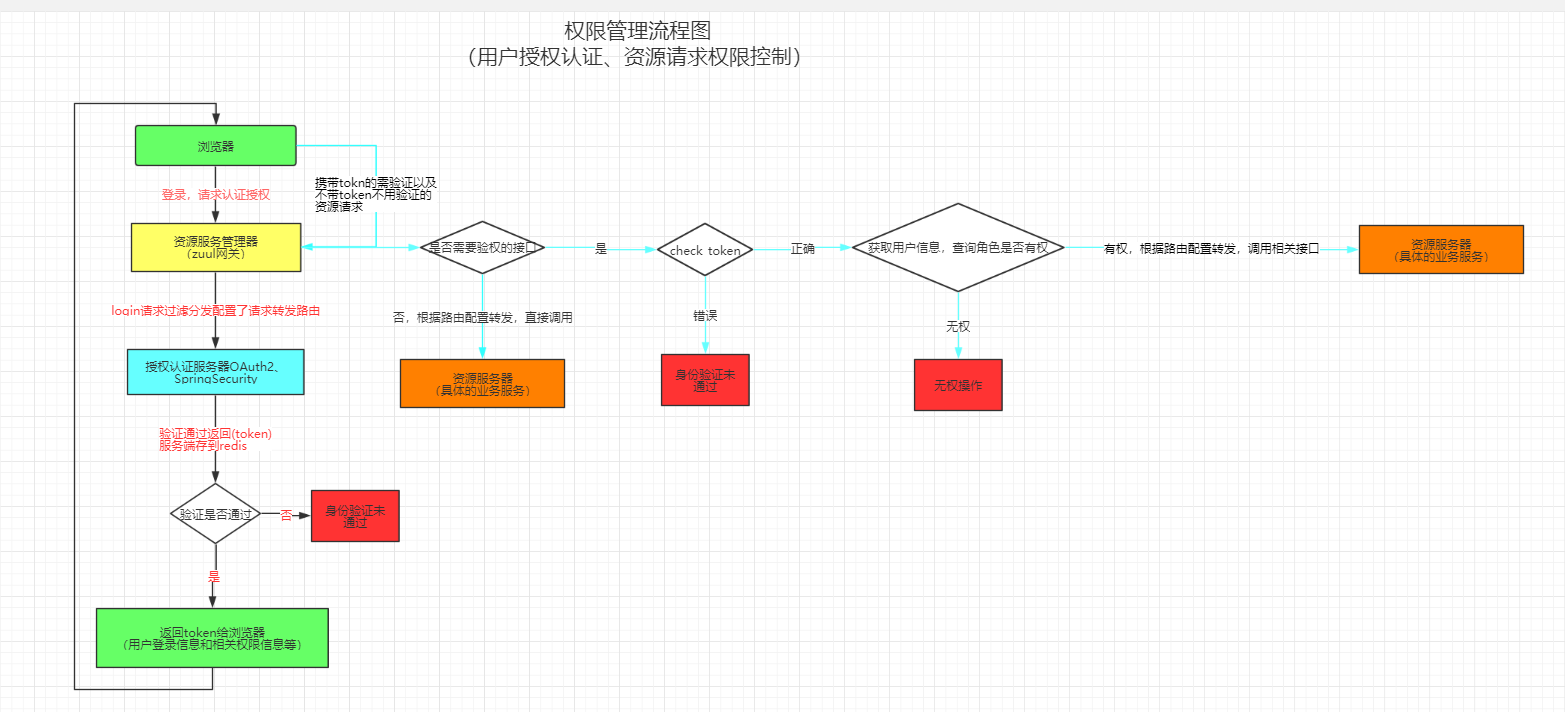 权限管理流程图
（用户授权认证、资源请求权限控制）
浏览器
登录，请求认证授权
携带tokn的需验证以及
不带token不用验证的
资源请求
资源服务管理器
（zuul网关）
是否需要验权的接口
是
check token
正确
获取用户信息，查询角色是否有权
有权，根据路由配置转发，调用相关接口
资源服务器
（具体的业务服务）
login请求过滤分发配置了请求转发路由
否，根据路由配置转发，直接调用
错误
无权
授权认证服务器OAuth2、
SpringSecurity
资源服务器
（具体的业务服务）
身份验证未
通过
无权操作
验证通过返回(token)
服务端存到redis
验证是否通过
否
身份验证未
通过
是
返回token给浏览器
（用户登录信息和相关权限信息等）